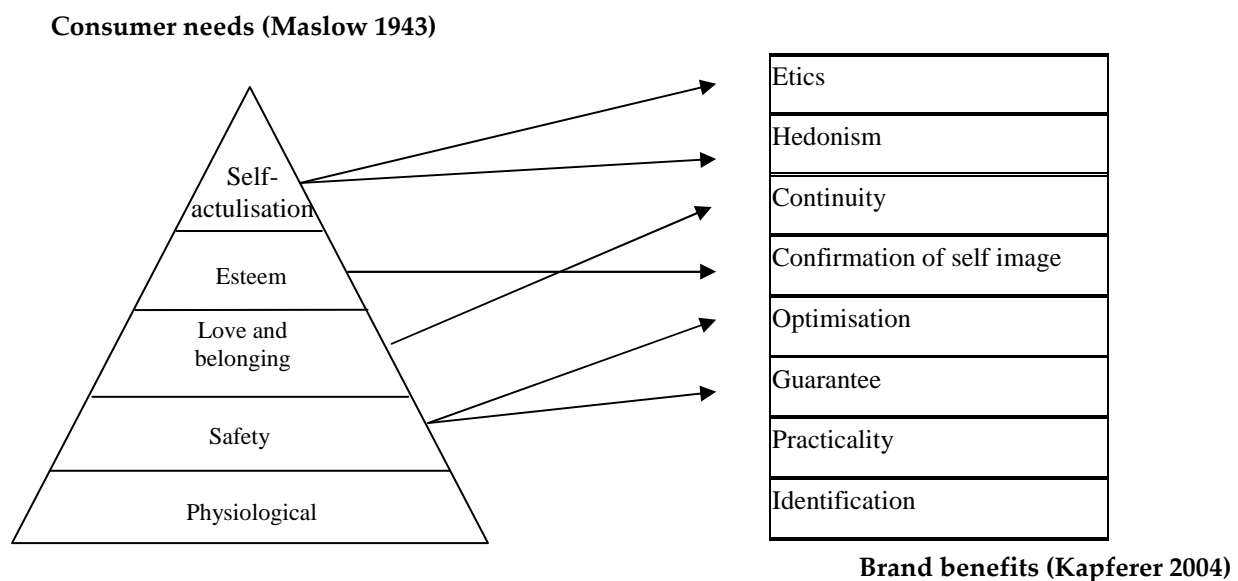 Consumer needs (Maslow 1943)
Self-
actulisation
Esteem
Love and
belonging
Safety
Physiological
Etics
Hedonism
Continuity
Confirmation of self image
Optimisation
Guarantee
Practicality
Identification
Brand benefits (Kapferer 2004)